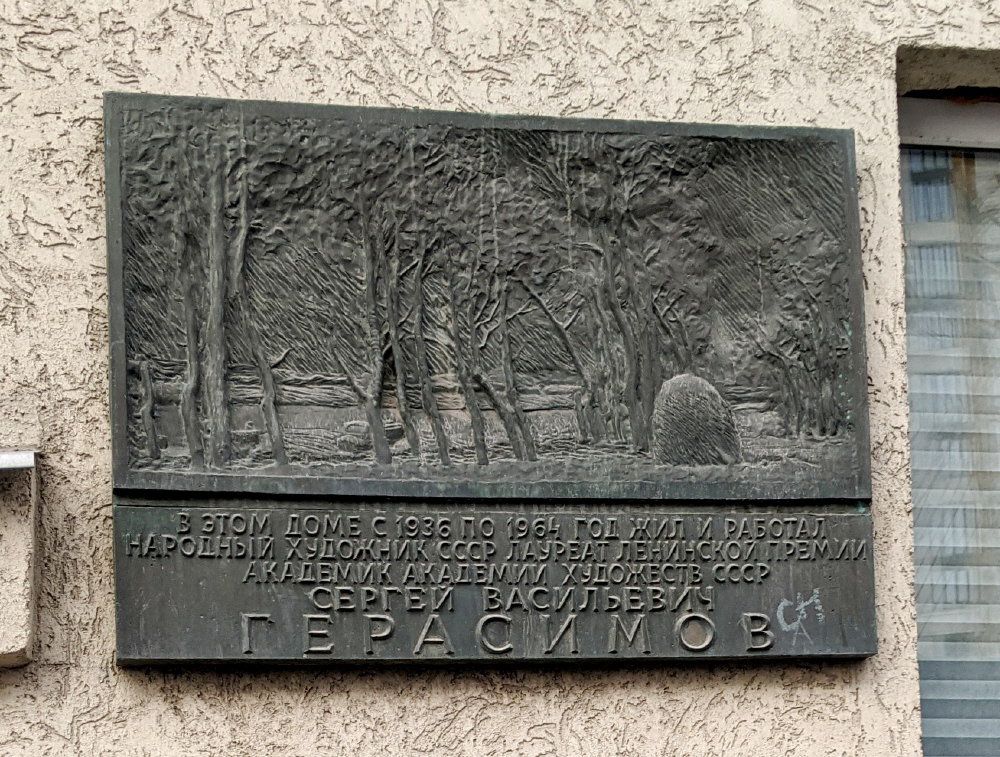 В ЭТОМ ДОМЕ С 1936 ПО 1964 ГОД ЖИЛ И РАБОТАЛ
НАРОДНЫЙ ХУДОЖНИК СССР ЛАУРЕАТ ЛЕНИНСКОЙ ПРЕМИИ
АКАДЕМИК АКАДЕМИИ ХУДОЖЕСТВ СССР
СЕРГЕЙ ВАСИЛЬЕВИЧ
ГЕРАСИМОВ